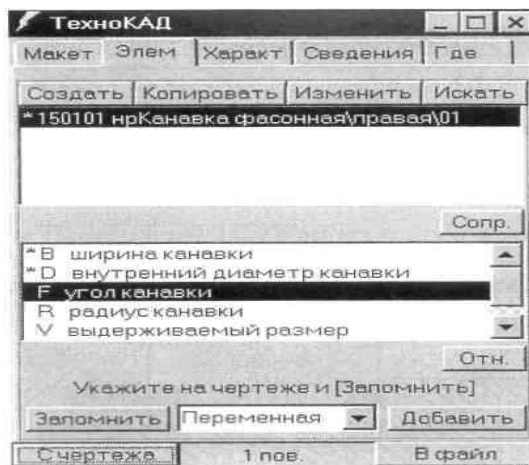 ТехноКАД
Макет Элем Характ Сведения Где
Создать Копировать Изменить Искать
*150101 нрКанавка фасонная\правая\01
Сопр.
*B ширина канавки
*D внутренний диаметр канавки
F угол канавки
R радиус канавки
V выдерживаемый размер
Отн.
Укажите на чертеже и [Запомнить]
Запомнить Переменная Добавить
С чертежа 1 пов. В файл